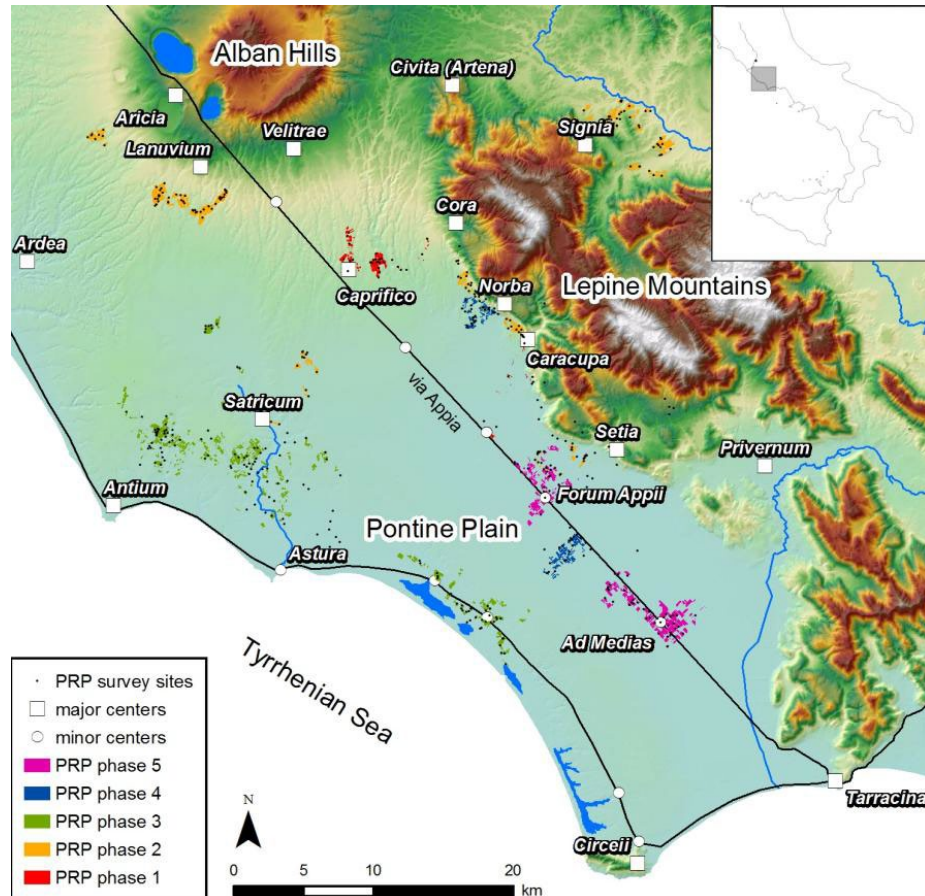 Alban Hills
Civita (Artena)
Aricia
Velitrae
Signia
Lanuvium
Cora
Ardea
Caprifico
Norba
Lepine Mountains
Caracupa
via Appia
Satricum
Setia
Privernum
Antium
Forum Appii
Pontine Plain
Astura
Ad Medias
Tyrrhenian Sea
Tarracina
Circeii
PRP survey sites
major centers
minor centers
PRP phase 5
PRP phase 4
PRP phase 3
PRP phase 2
PRP phase 1
N
0 5 10 20
km